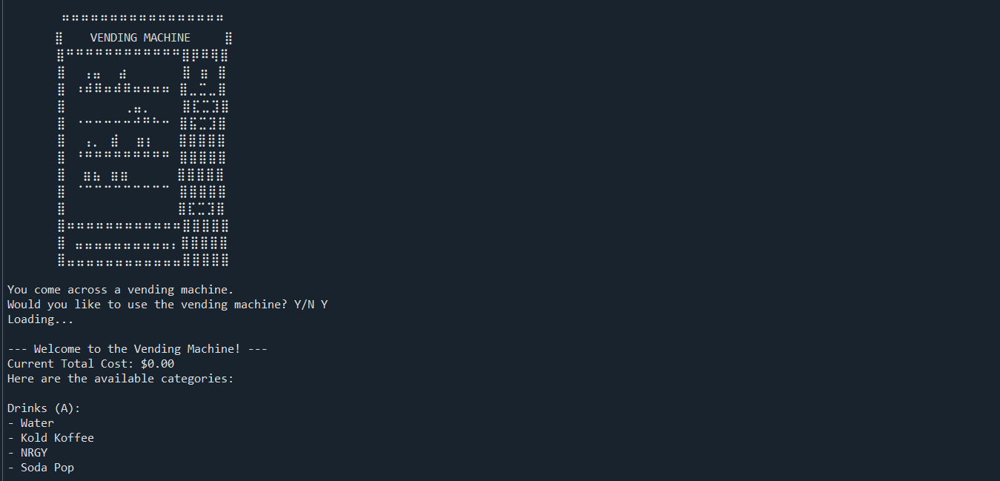 VENDING MACHINE
You come across a vending machine.
Would you like to use the vending machine? Y/N Y
Loading...
--- Welcome to the Vending Machine! ---
Current Total Cost: $0.00
Here are the available categories:
Drinks (A):
- Water
- Kold Koffee
- NRGY
- Soda Pop